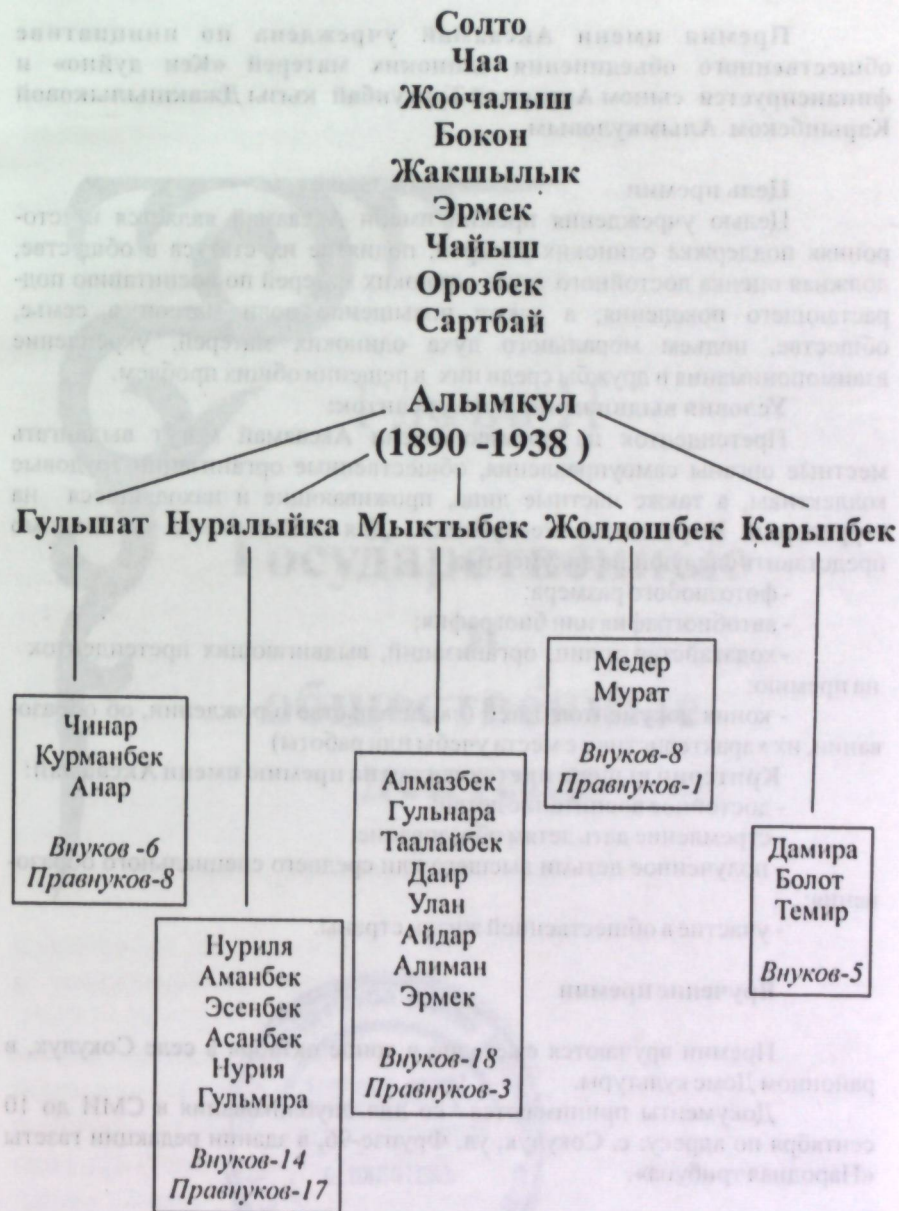 Солто
Чаа
Жоочалыш
Бокон
Жакшылык
Эрмек
Чайыш
Орозбек
Сартбай
Алымкул
(1890 -1938 )
Гульшат Нуралыйка Мыктыбек Жолдошбек Карыпбек
Чинар
Курманбек
Анар
Внуков -6
Правнуков-8
Нуриля
Аманбек
Эсенбек
Асанбек
Нурия
Гульмира
Внуков-14
Правнуков-17
Алмазбек
Гульнара
Таалайбек
Даир
Улан
Айдар
Алиман
Эрмек
Внуков-18
Правнуков-3
Медер
Мурат
Внуков-8
Правнуков-1
Дамира
Болот
Темир
Внуков-5